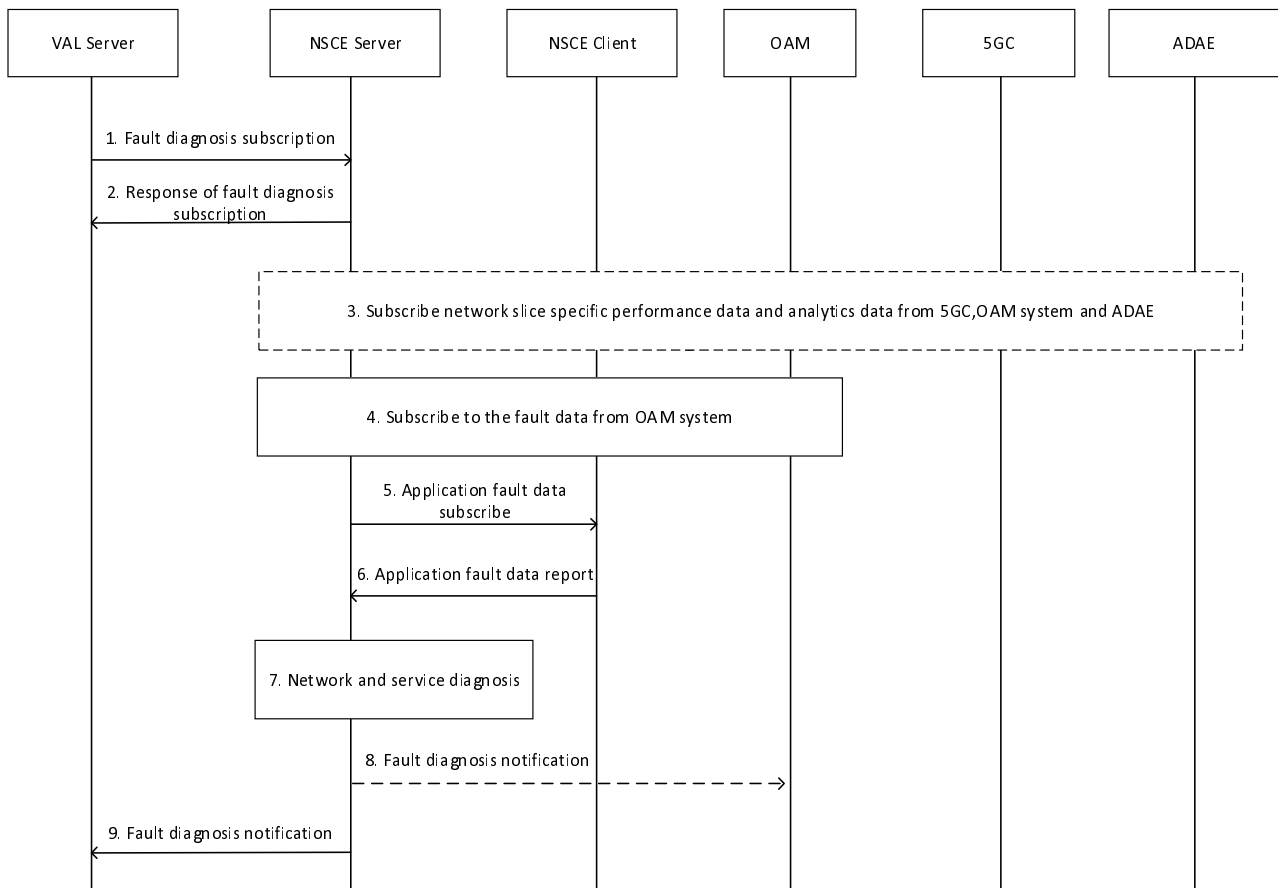 VAL Server
NSCE Server
NSCE Client
OAM
5GC
ADAE
1. Fault diagnosis subscription
2. Response of fault diagnosis
subscription
3. Subscribe network slice specific performance data and analytics data from 5GC,OAM system and ADAE
4. Subscribe to the fault data from OAM system
5. Application fault data
subscribe
6. Application fault data report
7. Network and service diagnosis
8. Fault diagnosis notification
9. Fault diagnosis notification